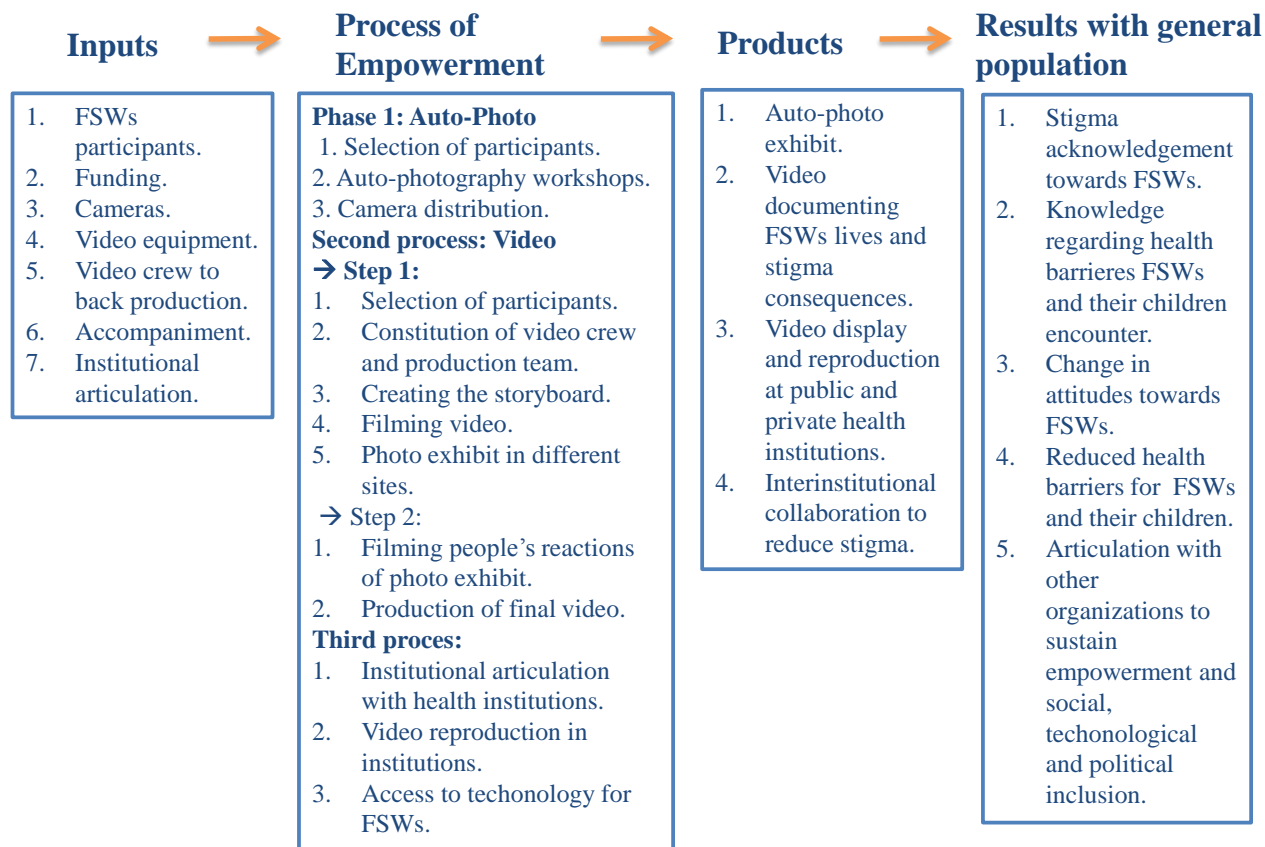 Inputs
1. FSWs
participants.
2. Funding.
3. Cameras.
4. Video equipment.
5. Video crew to
back production.
6. Accompaniment.
7. Institutional
articulation.
Process of
Empowerment
Phase 1: Auto-Photo
1. Selection of participants.
2. Auto-photography workshops.
3. Camera distribution.
Second process: Video
→ Step 1:
1. Selection of participants.
2. Constitution of video crew
and production team.
3. Creating the storyboard.
4. Filming video.
5. Photo exhibit in different
sites.
→ Step 2:
1. Filming people’s reactions
of photo exhibit.
2. Production of final video.
Third proces:
1. Institutional articulation
with health institutions.
2. Video reproduction in
institutions.
3. Access to techonology for
FSWs.
Products
1. Auto-photo
exhibit.
2. Video
documenting
FSWs lives and
stigma
consequences.
3. Video display
and reproduction
at public and
private health
institutions.
4. Interinstitutional
collaboration to
reduce stigma.
Results with general
population
1. Stigma
acknowledgement
towards FSWs.
2. Knowledge
regarding health
barrieres FSWs
and their children
encounter.
3. Change in
attitudes towards
FSWs.
4. Reduced health
barriers for FSWs
and their children.
5. Articulation with
other
organizations to
sustain
empowerment and
social,
techonological
and political
inclusion.